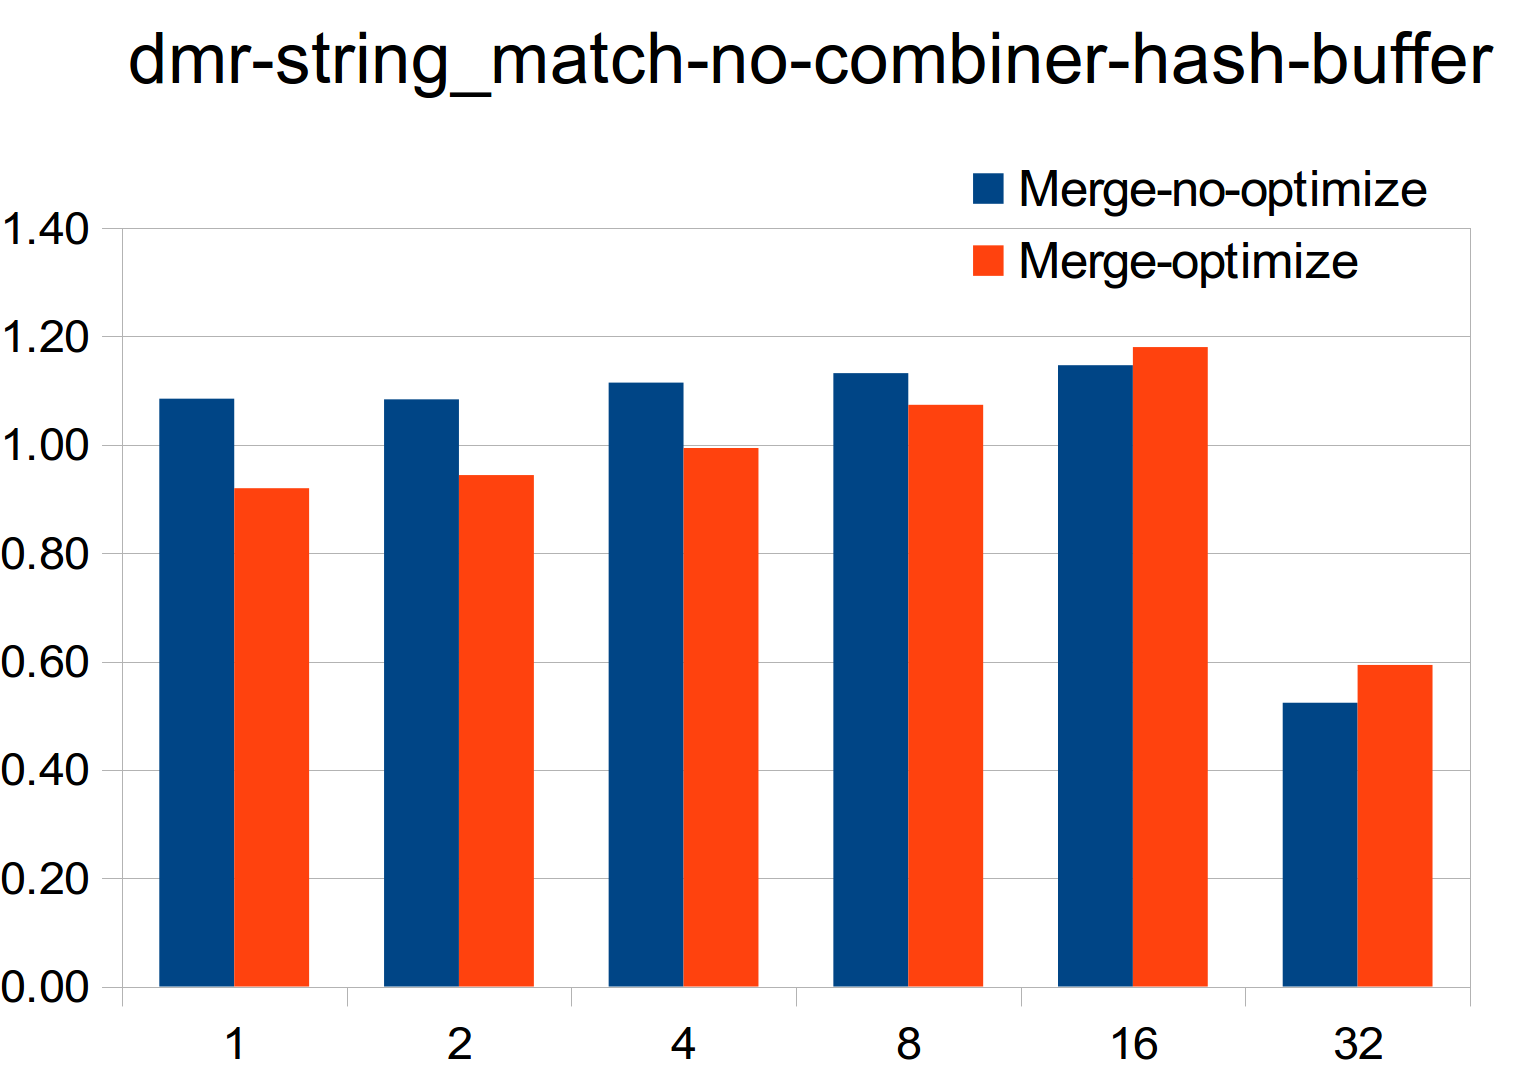 dmr-string_match-no-combiner-hash-buffer
Merge-no-optimize
Merge-optimize
1.40
1.20
1.00
0.80
0.60
0.40
0.20
0.00
1 2 4 8 16 32